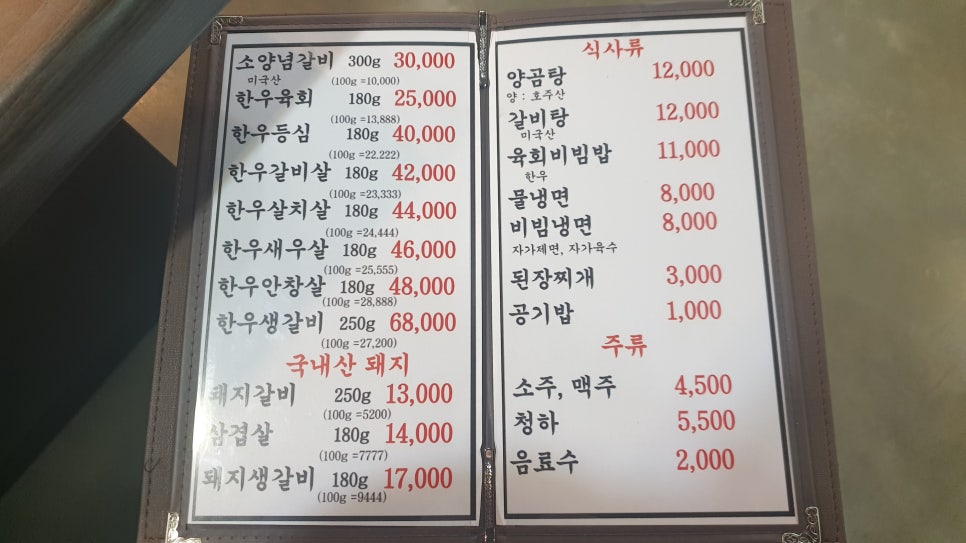 소양념갈비 300g 30,000
미국산 (100g =10,000)
한우육회 180g 25,000
(100g =13,888)
한우등심 180g 40,000
(100g =22,222)
한우갈비살 180g 42,000
(100g =23,333)
한우살치살 180g 44,000
(100g =24,444)
한우새우살 180g 46,000
(100g =25,555)
한우안창살 180g 48,000
(100g =28,888)
한우생갈비 250g 68,000
(100g =27,200)
국내산 돼지
돼지갈비 250g 13,000
(100g =5200)
삼겹살 180g 14,000
(100g =7777)
돼지생갈비 180g 17,000
(100g =9444)
식사류
양곰탕 12,000
양 : 호주산
갈비탕 12,000
미국산
육회비빔밥 11,000
한우
물냉면 8,000
비빔냉면 8,000
자가제면, 자가육수
된장찌개 3,000
공기밥 1,000
주류
소주, 맥주 4,500
청하 5,500
음료수 2,000